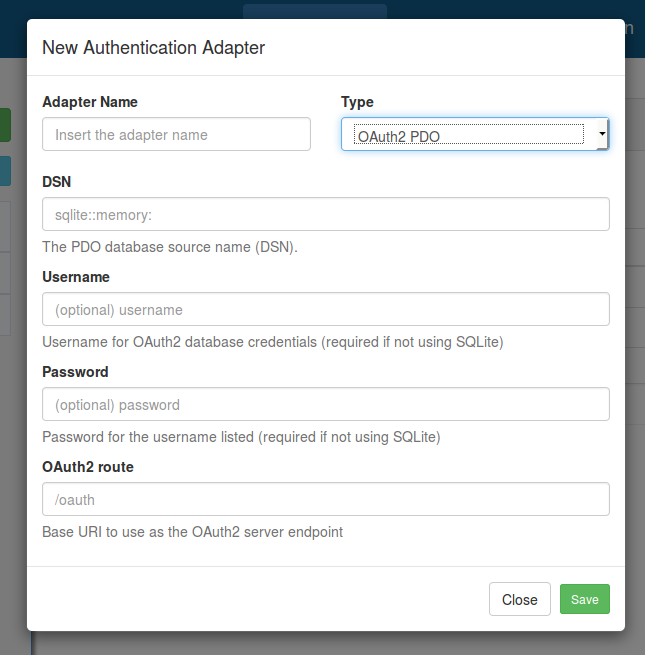 n
New Authentication Adapter
Adapter Name
Type
Insert the adapter name
OAuth2 PDO
DSN
sqlite::memory:
The PDO database source name (DSN).
Username
(optional) username
Username for OAuth2 database credentials (required if not using SQLite)
Password
(optional) password
Password for the username listed (required if not using SQLite)
OAuth2 route
/oauth
Base URI to use as the OAuth2 server endpoint
Close
Save